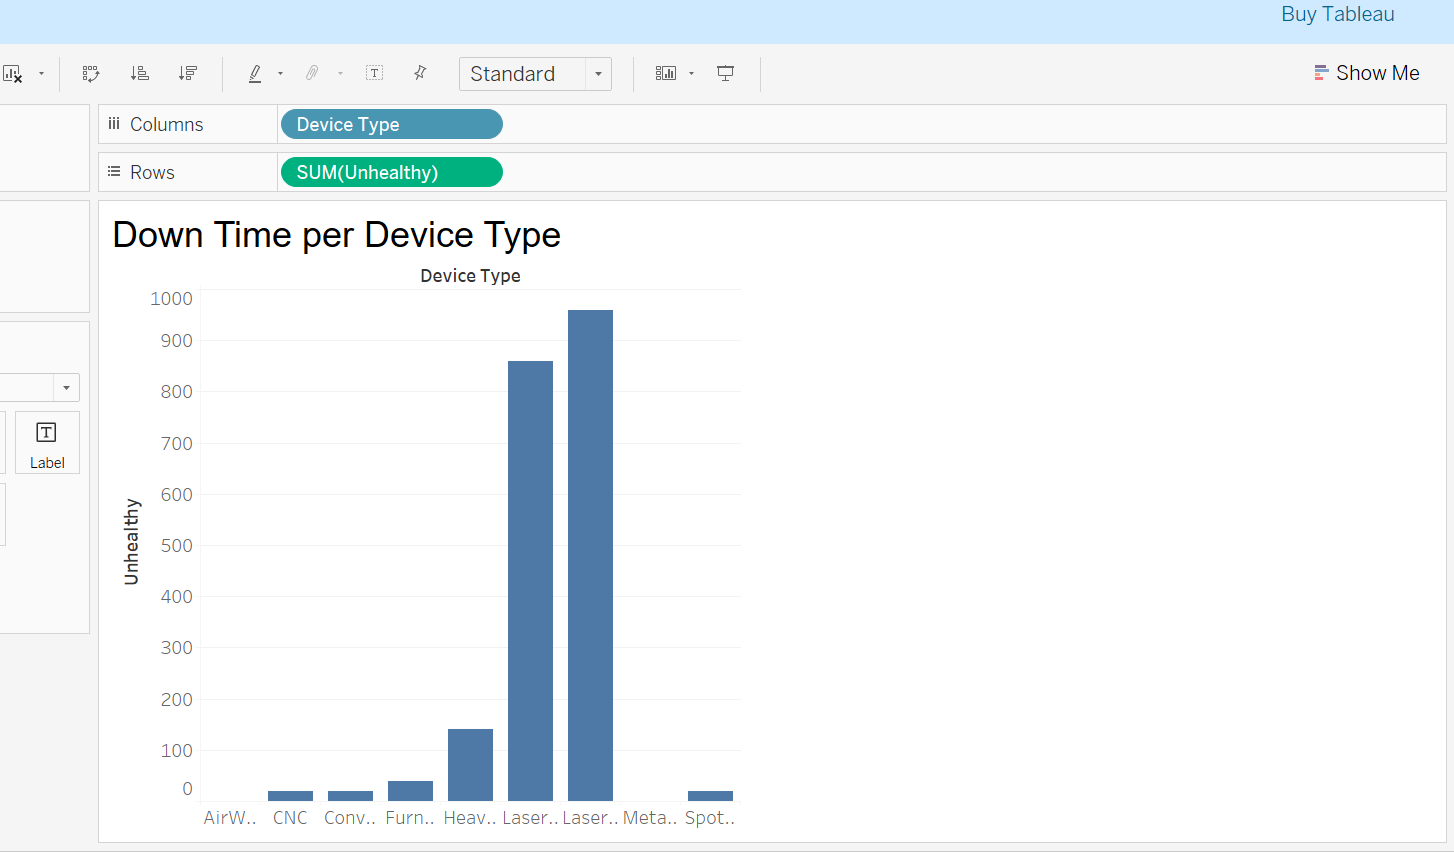 Buy Tableau
Standard
Show Me
Columns
Device Type
Rows
SUM(Unhealthy)
Down Time per Device Type
Device Type
1000
900
800
700
600
500
400
300
200
100
0
Unhealthy
Label
AirW.. CNC Conv.. Furn.. Heav.. Laser.. Laser.. Meta.. Spot..